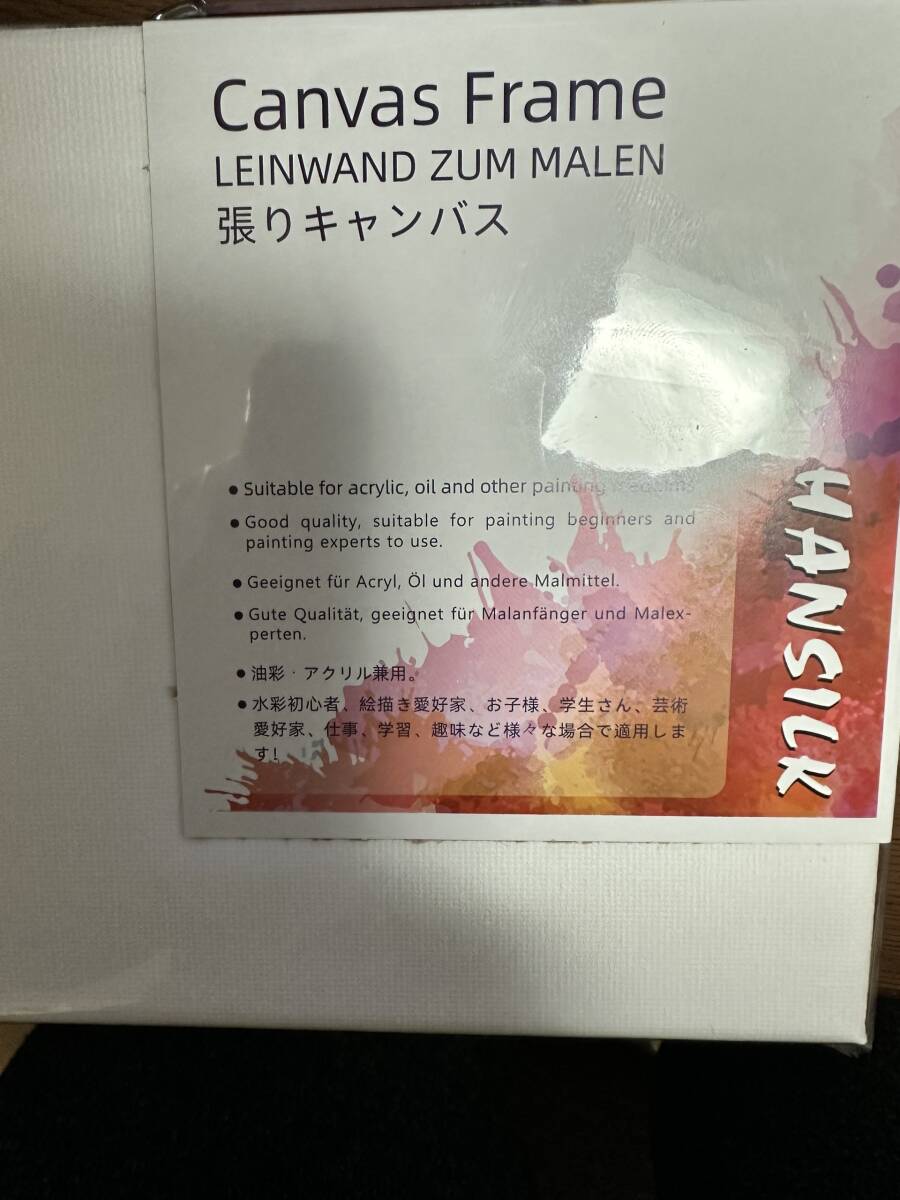 Canvas Frame
LEINWAND ZUM MALEN
張りキャンバス
● Suitable for acrylic, oil and other painting mediums
● Good quality, suitable for painting beginners and
painting experts to use.
● Geeignet für Acryl, Öl und andere Malmittel.
● Gute Qualität, geeignet für Malanfänger und Malex-
perten.
● 油彩・アクリル兼用。
● 水彩初心者、絵描き愛好家、お子様、学生さん、芸術
愛好家、仕事、学習、趣味など様々な場合で適用しま
す!
HANSILK